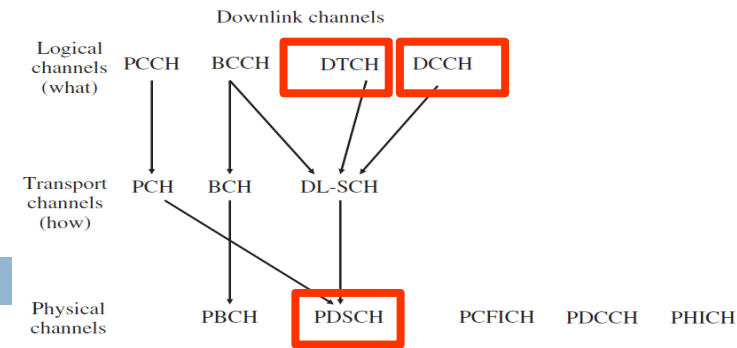 Downlink channels
Logical channels (what) PCCH BCCH DTCH DCCH
Transport channels (how) PCH BCH DL-SCH
Physical channels PBCH PDSCH PCFICH PDCCH PHICH